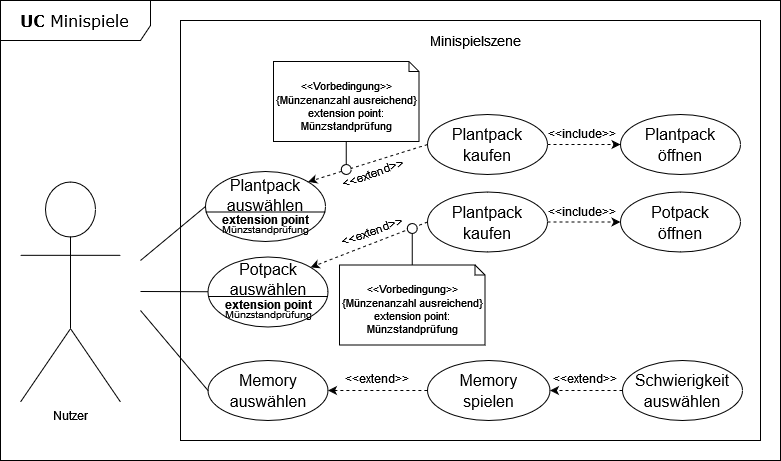 UC Minispiele
Minispielszene
<<Vorbedingung>>
{Münzenanzahl ausreichend}
extension point:
Münzstandprüfung
Plantpack
kaufen
<<include>>
Plantpack
öffnen
<<extend>>
Plantpack
auswählen
extension point
Münzstandprüfung
Plantpack
kaufen
<<include>>
Potpack
öffnen
<<extend>>
Potpack
auswählen
extension point
Münzstandprüfung
<<Vorbedingung>>
{Münzenanzahl ausreichend}
extension point:
Münzstandprüfung
Memory
auswählen
<<extend>>
Memory
spielen
<<extend>>
Schwierigkeit
auswählen
Nutzer